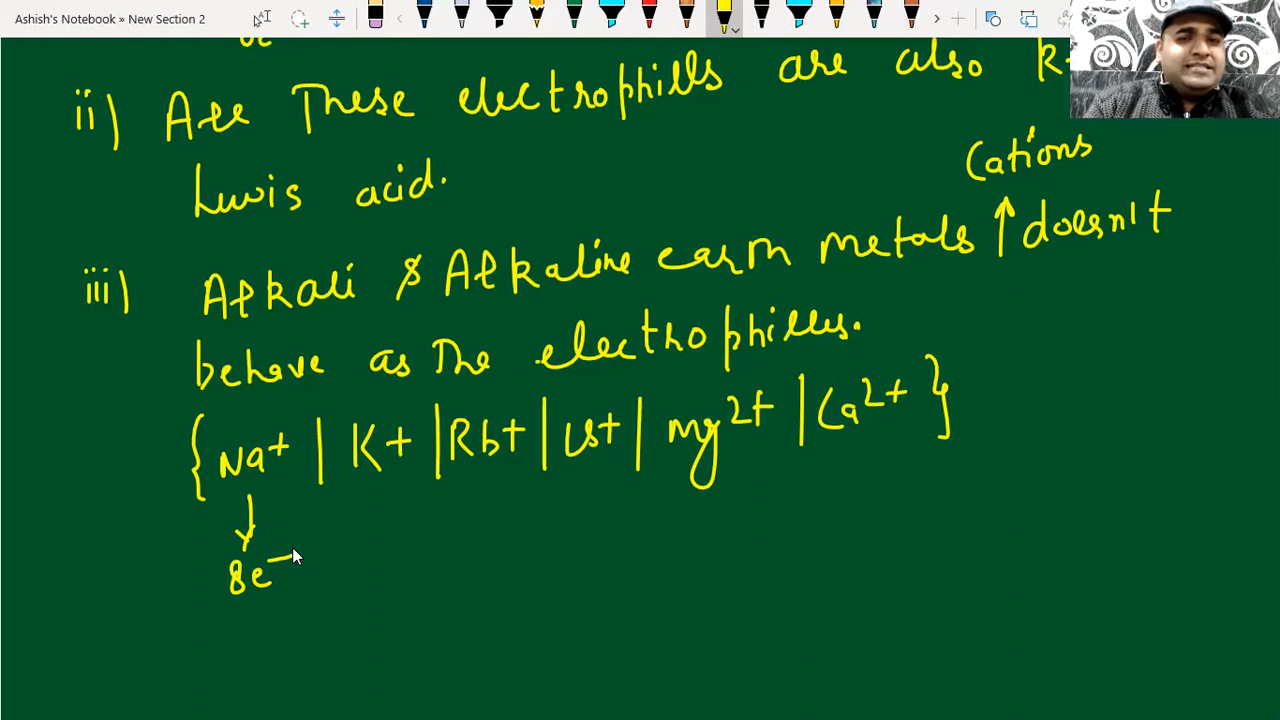 Ashish's Notebook » New Section 2
ii) All These electrophills are also
Lewis acid.
Cations
iii) Alkali & Alkaline earth metals ↑ doesn't
behave as the electrophilles.
{ Na+ | K+ | Rb+ | Cs+ | Mg2+ | Ca2+ }
↓
8e−